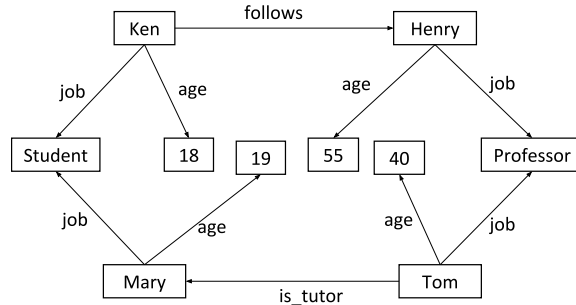 follows
Ken
Henry
job
age
age
job
Student
18
19
55
40
Professor
job
age
age
job
Mary
is_tutor
Tom